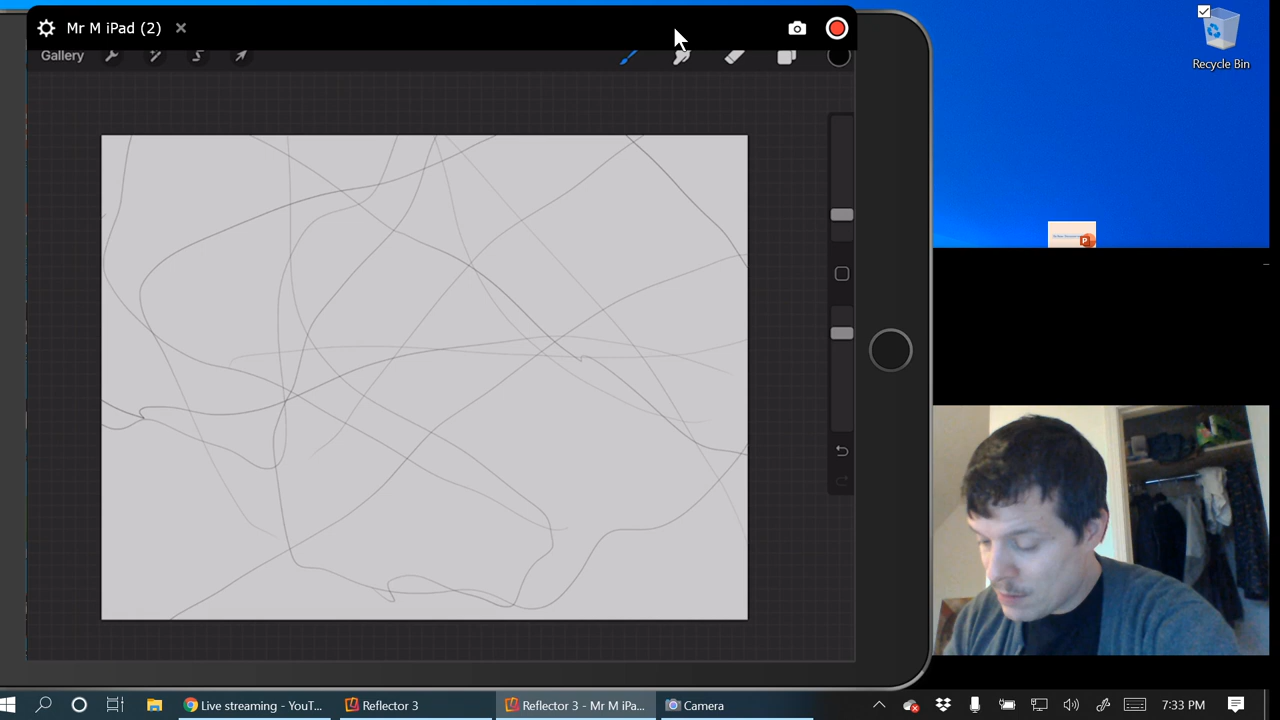 Mr M iPad (2)
Gallery
Recycle Bin
Live streaming - YouT...
Reflector 3
Reflector 3 - Mr M iPa...
Camera
7:33 PM